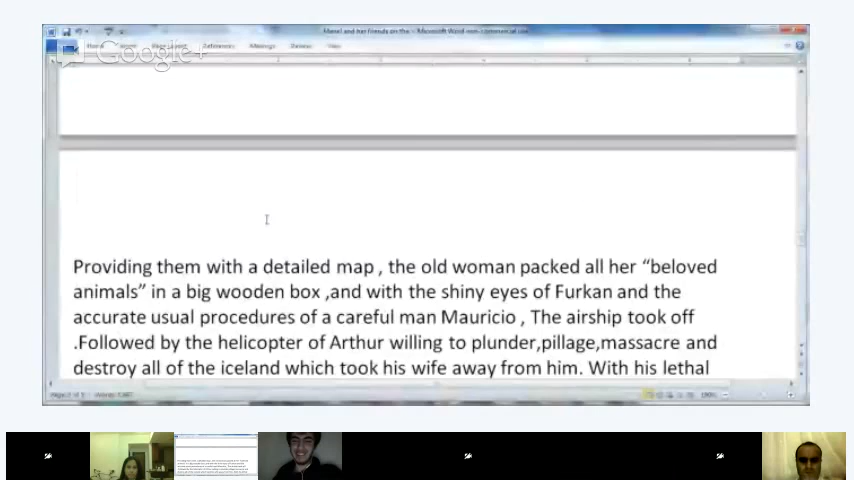 Google+
Providing them with a detailed map , the old woman packed all her “beloved
animals” in a big wooden box ,and with the shiny eyes of Furkan and the
accurate usual procedures of a careful man Mauricio , The airship took off
.Followed by the helicopter of Arthur willing to plunder,pillage,massacre and
destroy all of the iceland which took his wife away from him. With his lethal